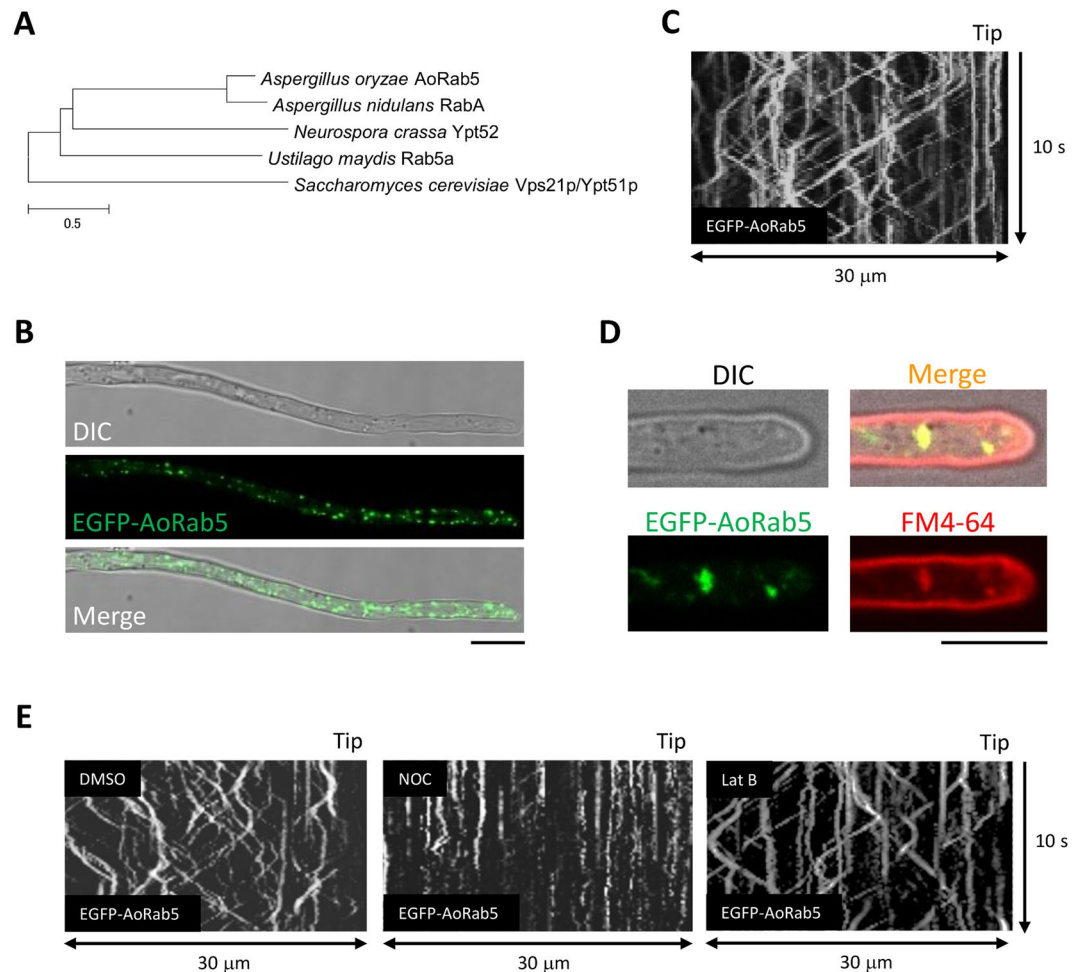 A
Aspergillus oryzae AoRab5
Aspergillus nidulans RabA
Neurospora crassa Ypt52
Ustilago maydis Rab5a
Saccharomyces cerevisiae Vps21p/Ypt51p
0.5
C
Tip
10 s
EGFP-AoRab5
30 μm
B
DIC
EGFP-AoRab5
Merge
D
DIC
Merge
EGFP-AoRab5
FM4-64
E
Tip
Tip
Tip
DMSO
NOC
Lat B
10 s
EGFP-AoRab5
EGFP-AoRab5
EGFP-AoRab5
30 μm
30 μm
30 μm